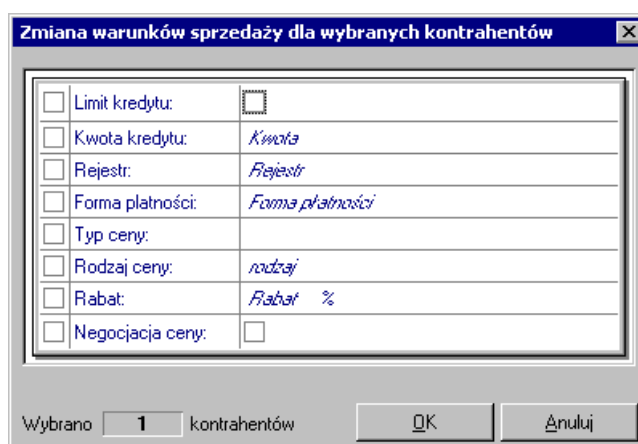 Zmiana warunków sprzedaży dla wybranych kontrahentów
Limit kredytu:
Kwota kredytu: Kwota
Rejestr: Rejestr
Forma płatności: Forma płatności
Typ ceny:
Rodzaj ceny: rodzaj
Rabat: Rabat %
Negocjacja ceny:
Wybrano 1 kontrahentów OK Anuluj